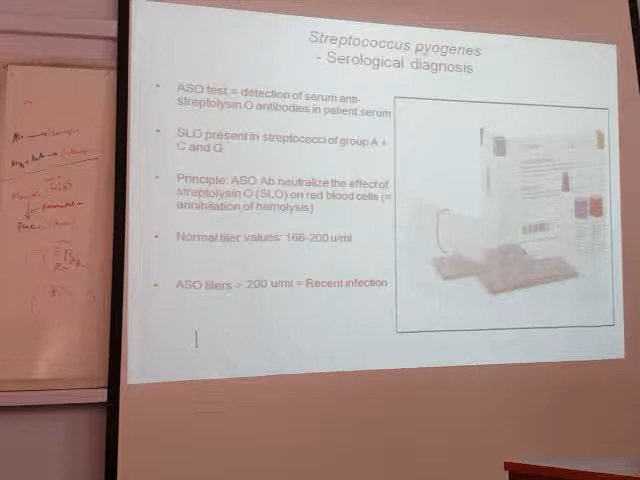 Streptococcus pyogenes
- Serological diagnosis
• ASO test = detection of serum anti-
streptolysin O antibodies in patient serum
• SLO present in streptococci of group A +
C and G
• Principle: ASO Ab neutralize the effect of
streptolysin O (SLO) on red blood cells (=
annihilation of hemolysis)
• Normal titer values: 166-200 u/ml
• ASO titers > 200 u/ml = Recent infection